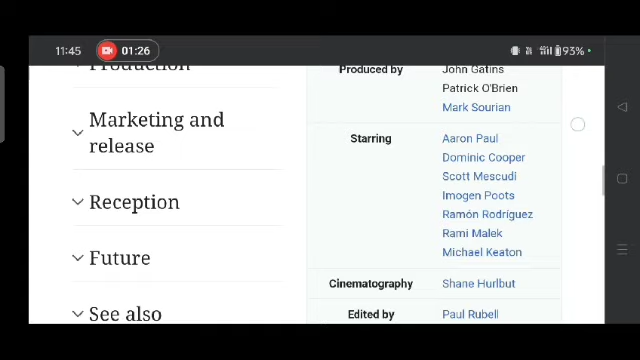 11:45 01:26 93%
Production
Marketing and
release
Reception
Future
See also
Produced by John Gatins
Patrick O'Brien
Mark Sourian
Starring Aaron Paul
Dominic Cooper
Scott Mescudi
Imogen Poots
Ramón Rodríguez
Rami Malek
Michael Keaton
Cinematography Shane Hurlbut
Edited by Paul Rubell